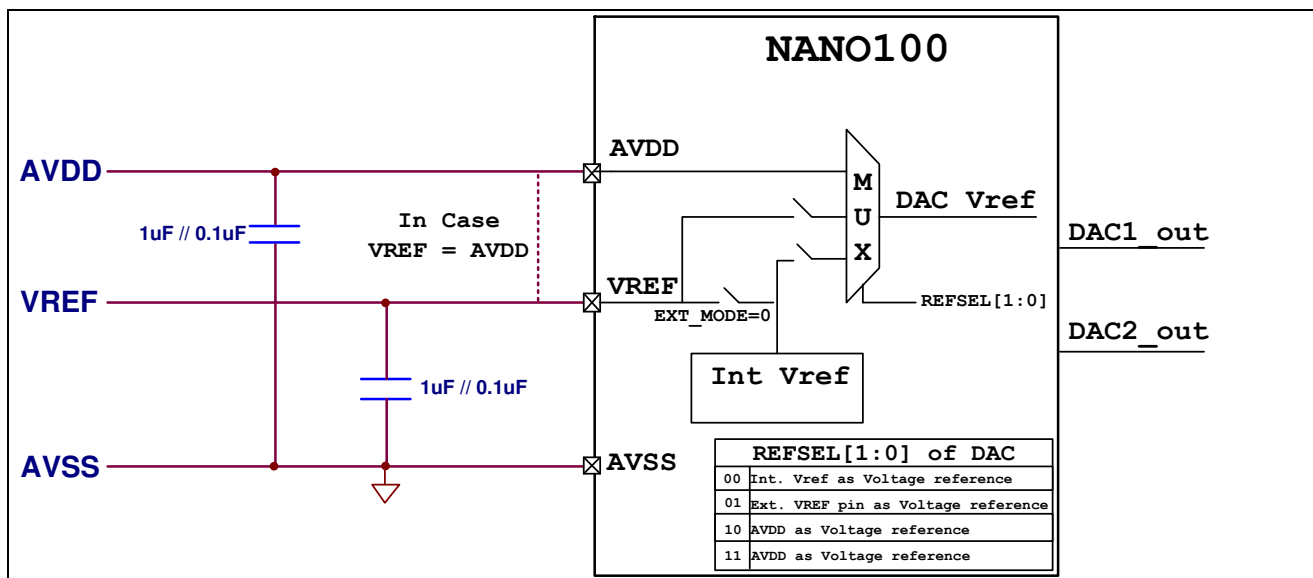 NANO100
AVDD
AVDD
M
U
X
DAC Vref
1uF // 0.1uF
In Case
VREF = AVDD
DAC1_out
VREF
VREF
EXT_MODE=0
REFSEL[1:0]
DAC2_out
Int Vref
1uF // 0.1uF
AVSS
AVSS
REFSEL[1:0] of DAC
00 Int. Vref as Voltage reference
01 Ext. VREF pin as Voltage reference
10 AVDD as Voltage reference
11 AVDD as Voltage reference